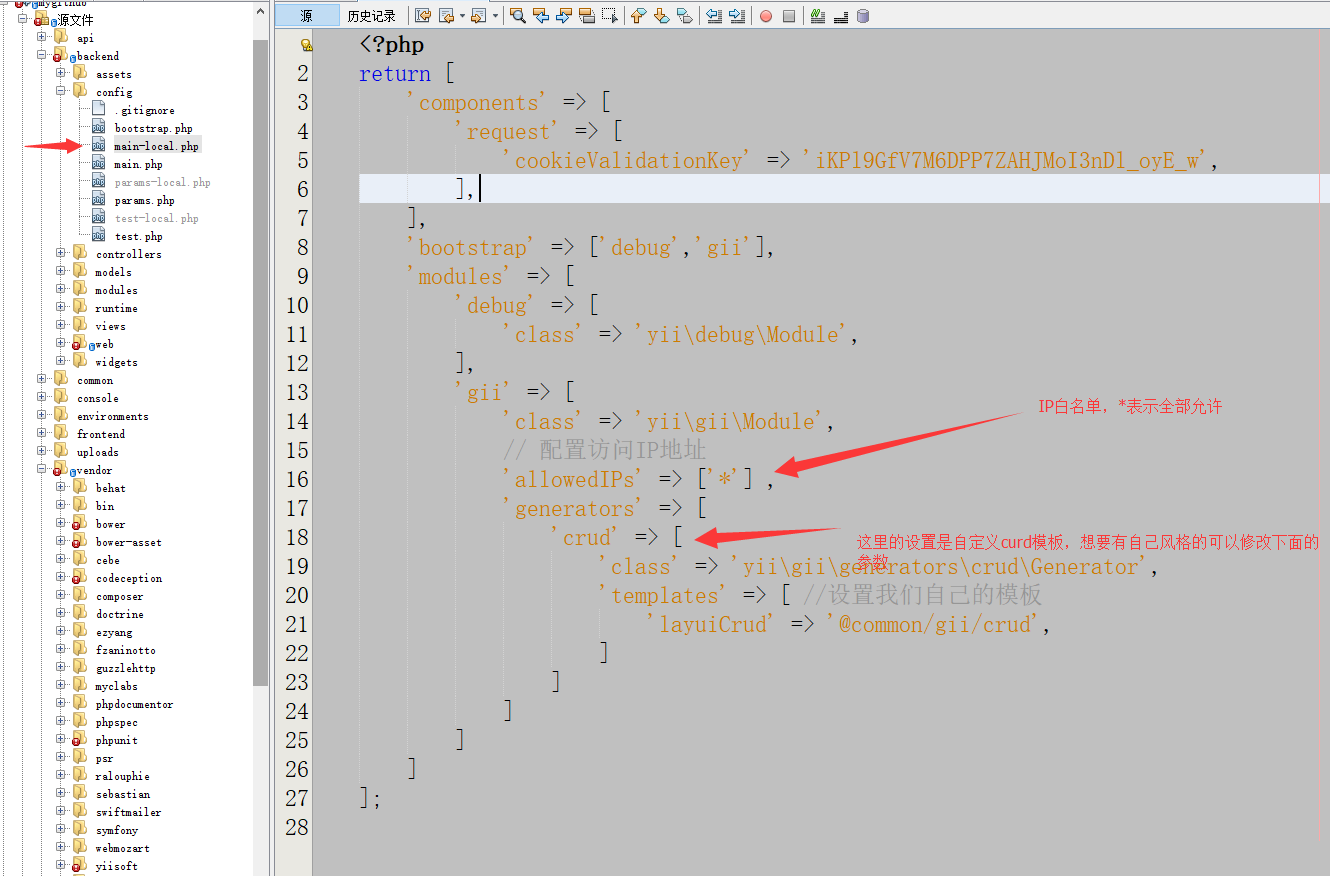 mygithub
源文件
api
backend
assets
config
.gitignore
bootstrap.php
main-local.php
main.php
params-local.php
params.php
test-local.php
test.php
controllers
models
modules
runtime
views
web
widgets
common
console
environments
frontend
uploads
vendor
behat
bin
bower
bower-asset
cebe
codeception
composer
doctrine
ezyang
fzaninotto
guzzlehttp
myclabs
phpdocumentor
phpspec
phpunit
psr
ralouphie
sebastian
swiftmailer
symfony
webmozart
yiisoft
源 历史记录
<?php
2 return [
3 'components' => [
4 'request' => [
5 'cookieValidationKey' => 'iKPl9GfV7M6DPP7ZAHJMoI3nDl_oyE_w',
6 ],
7 ],
8 'bootstrap' => ['debug','gii'],
9 'modules' => [
10 'debug' => [
11 'class' => 'yii\debug\Module',
12 ],
13 'gii' => [
14 'class' => 'yii\gii\Module',
15 // 配置访问IP地址
16 'allowedIPs' => ['*'] ,
17 'generators' => [
18 'crud' => [
19 'class' => 'yii\gii\generators\crud\Generator',
20 'templates' => [ //设置我们自己的模板
21 'layuiCrud' => '@common/gii/crud',
22 ]
23 ]
24 ]
25 ]
26 ]
27 ];
28
IP白名单，*表示全部允许
这里的设置是自定义curd模板，想要有自己风格的可以修改下面的
参数